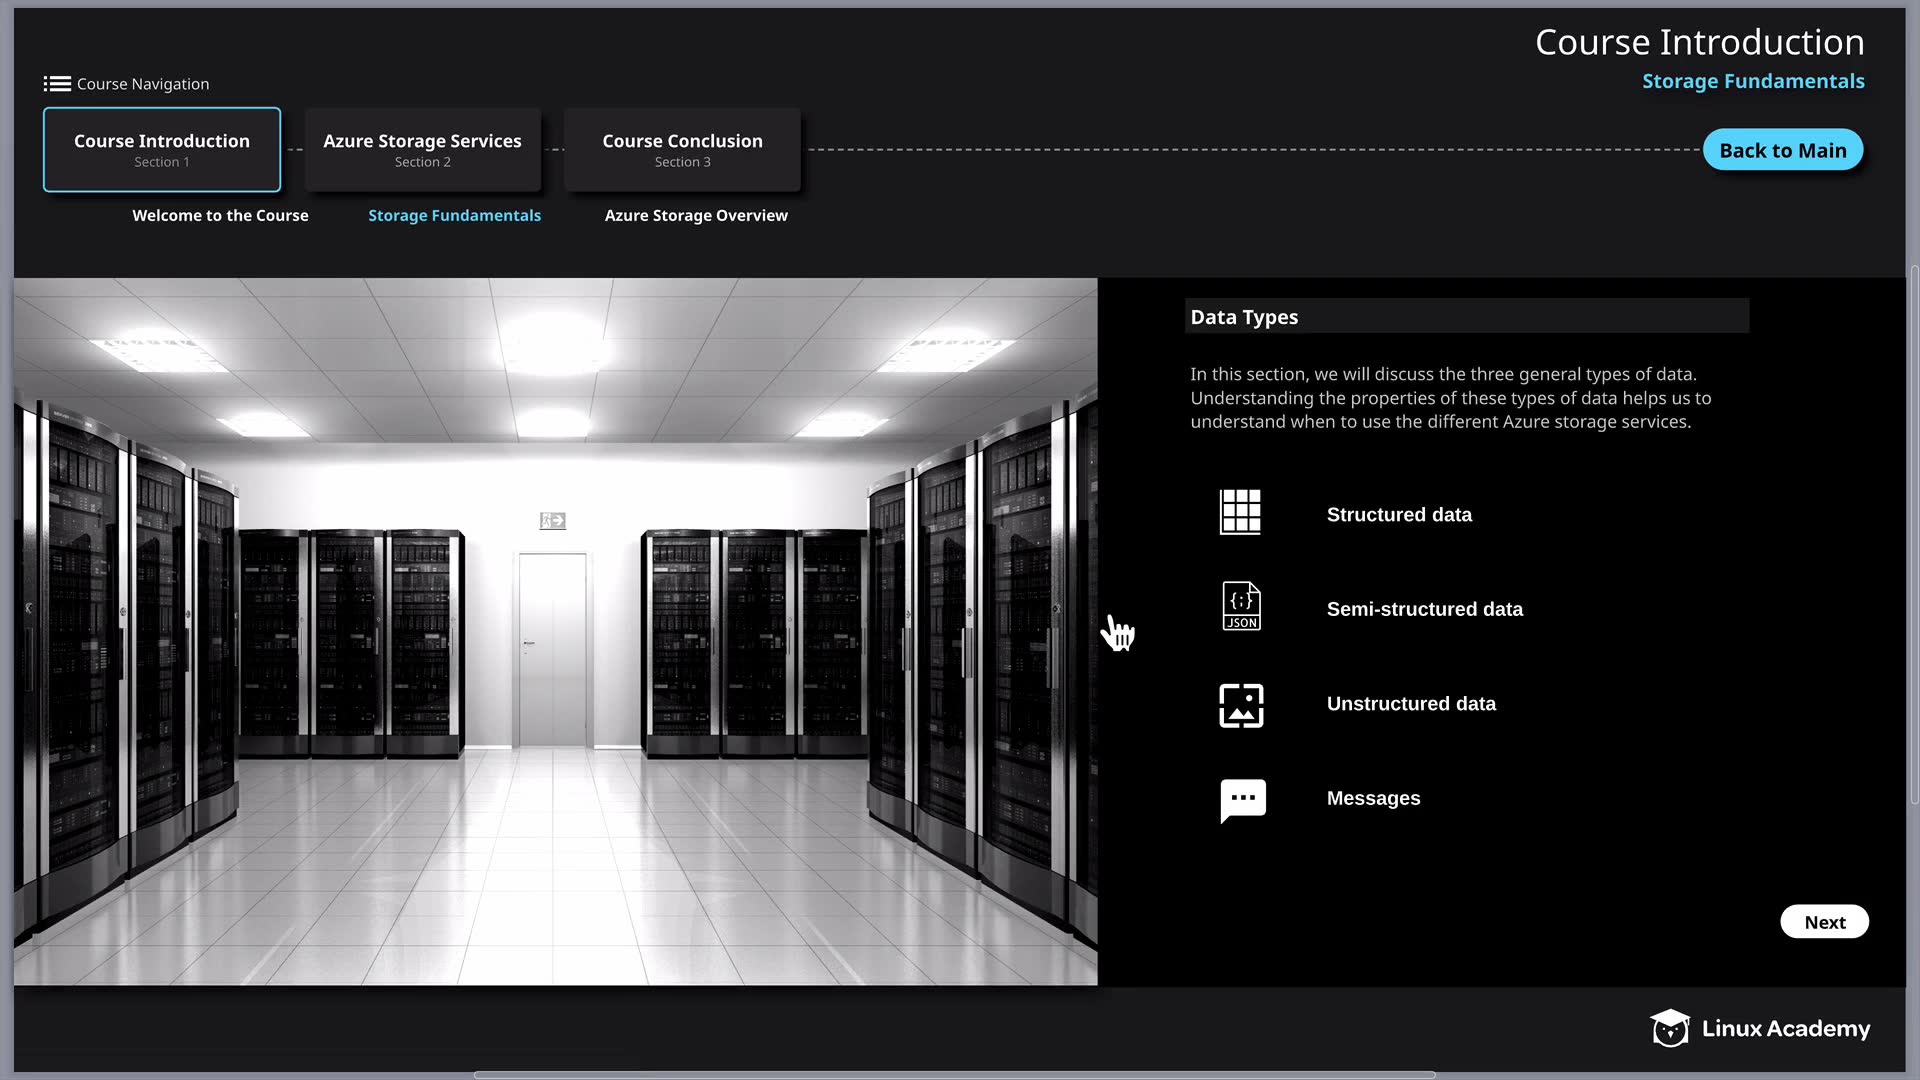 Course Introduction
Storage Fundamentals
Course Navigation
Course Introduction
Section 1
Azure Storage Services
Section 2
Course Conclusion
Section 3
Back to Main
Welcome to the Course
Storage Fundamentals
Azure Storage Overview
Data Types
In this section, we will discuss the three general types of data.
Understanding the properties of these types of data helps us to
understand when to use the different Azure storage services.
Structured data
{;}
JSON
Semi-structured data
Unstructured data
Messages
Next
Linux Academy